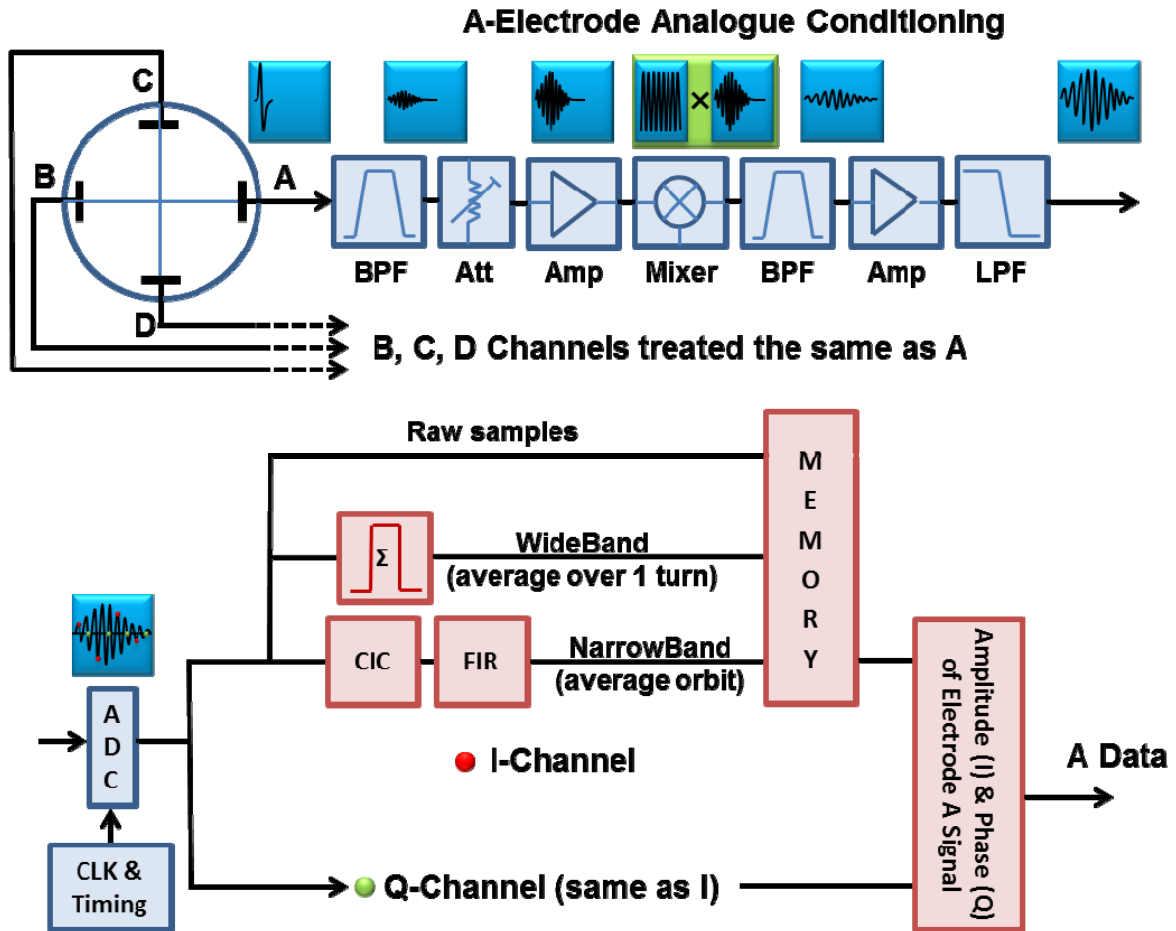 A-Electrode Analogue Conditioning
C
B
A
D
×
BPF
Att
Amp
Mixer
BPF
Amp
LPF
B, C, D Channels treated the same as A
Raw samples
MEMORY
Σ
WideBand
(average over 1 turn)
CIC
FIR
NarrowBand
(average orbit)
ADC
I-Channel
Amplitude (I) & Phase (Q)
of Electrode A Signal
A Data
CLK &
Timing
Q-Channel (same as I)